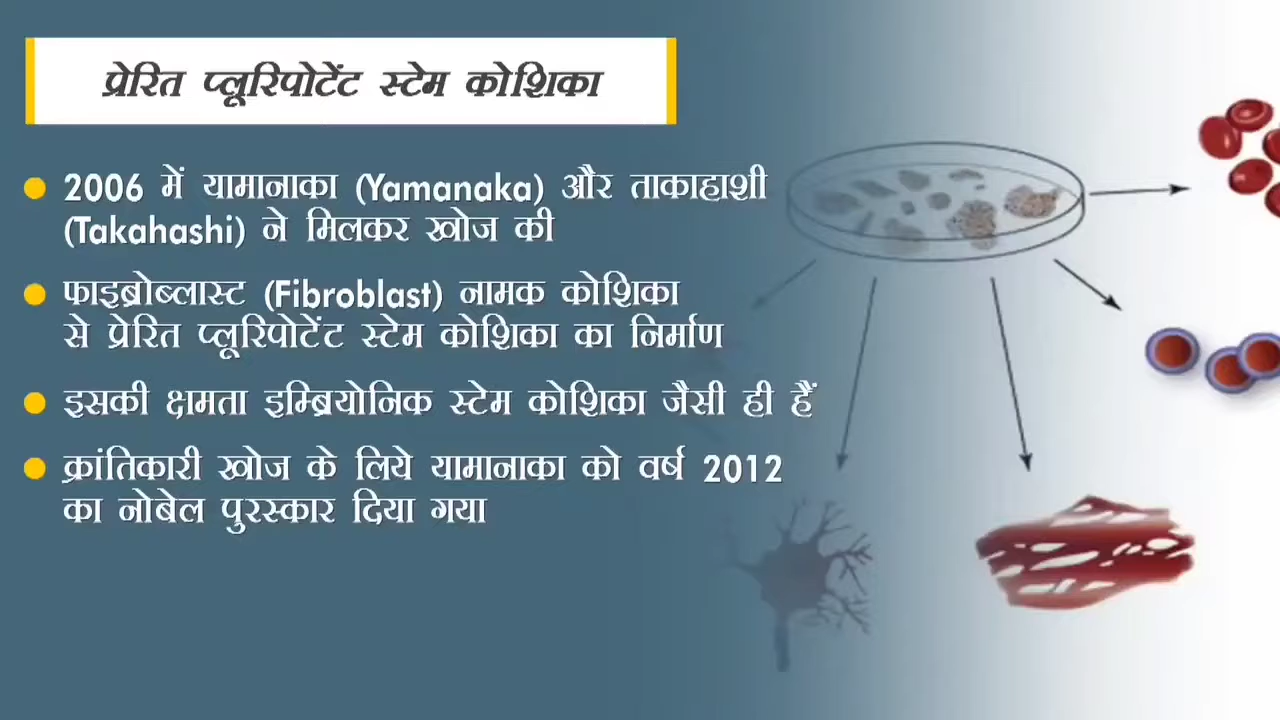 प्रेरित प्लूरिपोटेंट स्टेम कोशिका
2006 में यामानाका (Yamanaka) और ताकाहाशी
(Takahashi) ने मिलकर खोज की
फाइब्रोब्लास्ट (Fibroblast) नामक कोशिका
से प्रेरित प्लूरिपोटेंट स्टेम कोशिका का निर्माण
इसकी क्षमता इम्ब्रियोनिक स्टेम कोशिका जैसी ही हैं
क्रांतिकारी खोज के लिये यामानाका को वर्ष 2012
का नोबेल पुरस्कार दिया गया